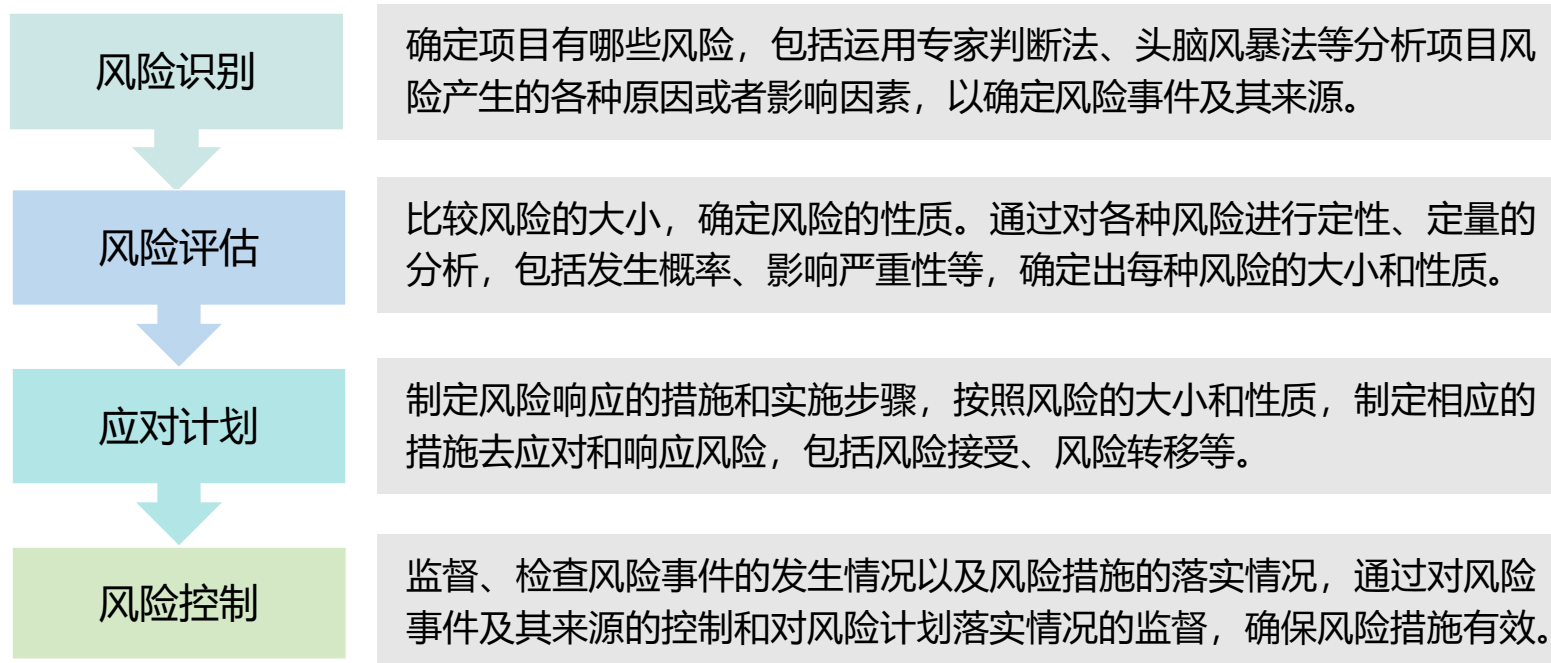 风险识别
确定项目有哪些风险，包括运用专家判断法、头脑风暴法等分析项目风
险产生的各种原因或者影响因素，以确定风险事件及其来源。
风险评估
比较风险的大小，确定风险的性质。通过对各种风险进行定性、定量的
分析，包括发生概率、影响严重性等，确定出每种风险的大小和性质。
应对计划
制定风险响应的措施和实施步骤，按照风险的大小和性质，制定相应的
措施去应对和响应风险，包括风险接受、风险转移等。
风险控制
监督、检查风险事件的发生情况以及风险措施的落实情况，通过对风险
事件及其来源的控制和对风险计划落实情况的监督，确保风险措施有效。